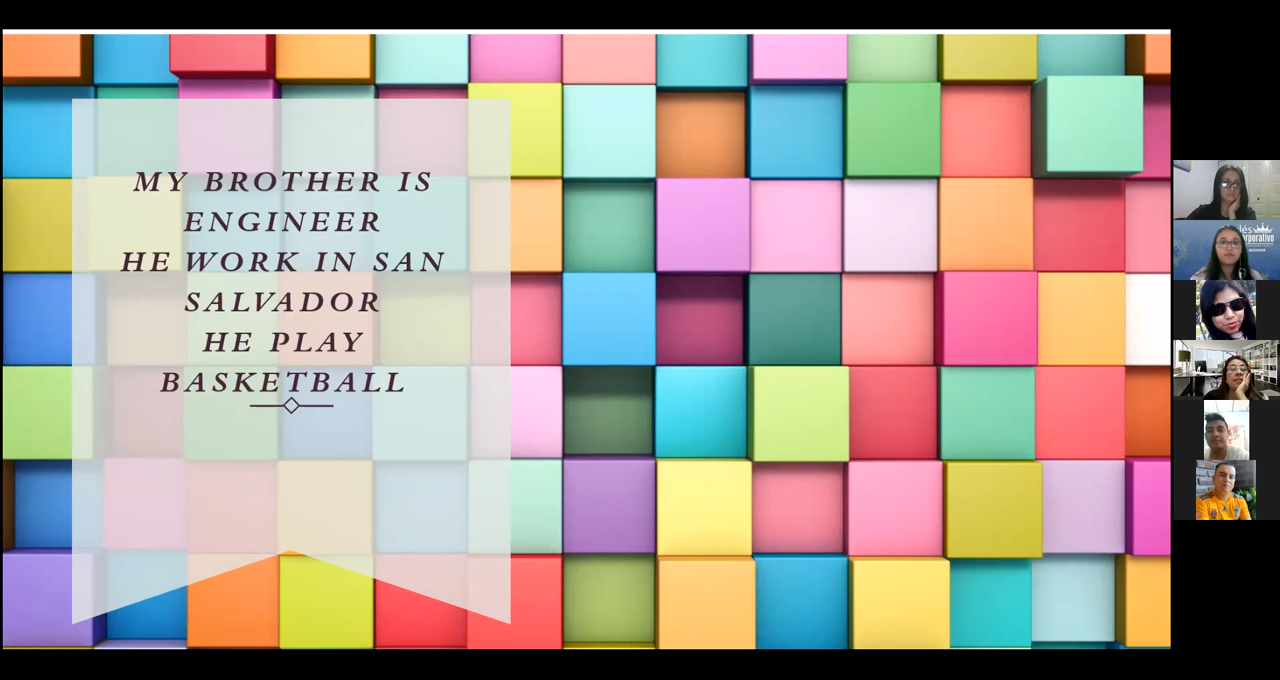 MY BROTHER IS
ENGINEER
HE WORK IN SAN
SALVADOR
HE PLAY
BASKETBALL